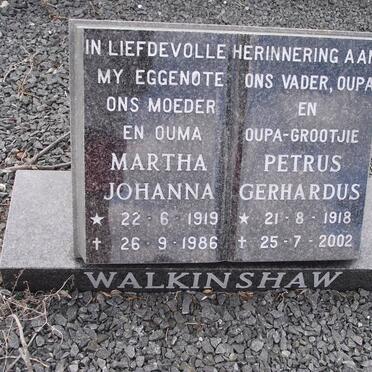 IN LIEFDEVOLLE HERINNERING AAN
MY EGGENOTE
ONS MOEDER
EN OUMA
MARTHA
JOHANNA
★ 22-6-1919
✝ 26-9-1986
ONS VADER, OUPA
EN
OUPA-GROOTJIE
PETRUS
GERHARDUS
★ 21-8-1918
✝ 25-7-2002
WALKINSHAW